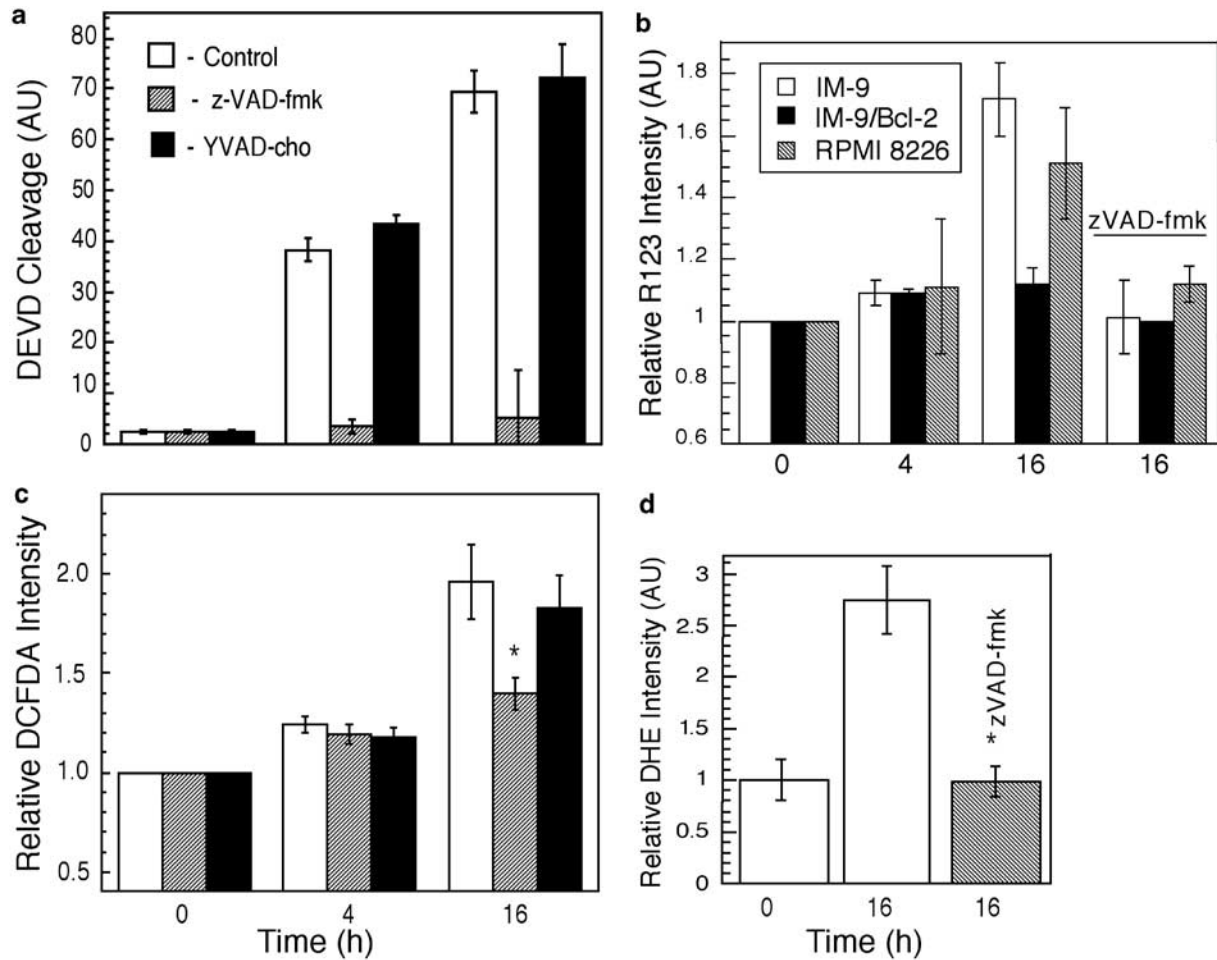 a
DEVD Cleavage (AU)
80
70
60
50
40
30
20
10
0
- Control
- z-VAD-fmk
- YVAD-cho
b
Relative R123 Intensity (AU)
1.8
1.6
1.4
1.2
1
0.8
0.6
IM-9
IM-9/Bcl-2
RPMI 8226
zVAD-fmk
0 4 16 16
c
Relative DCFDA Intensity
2.0
1.5
1.0
0.5
*
0 4 16
Time (h)
d
Relative DHE Intensity (AU)
3
2.5
2
1.5
1
0.5
0
* zVAD-fmk
0 16 16
Time (h)